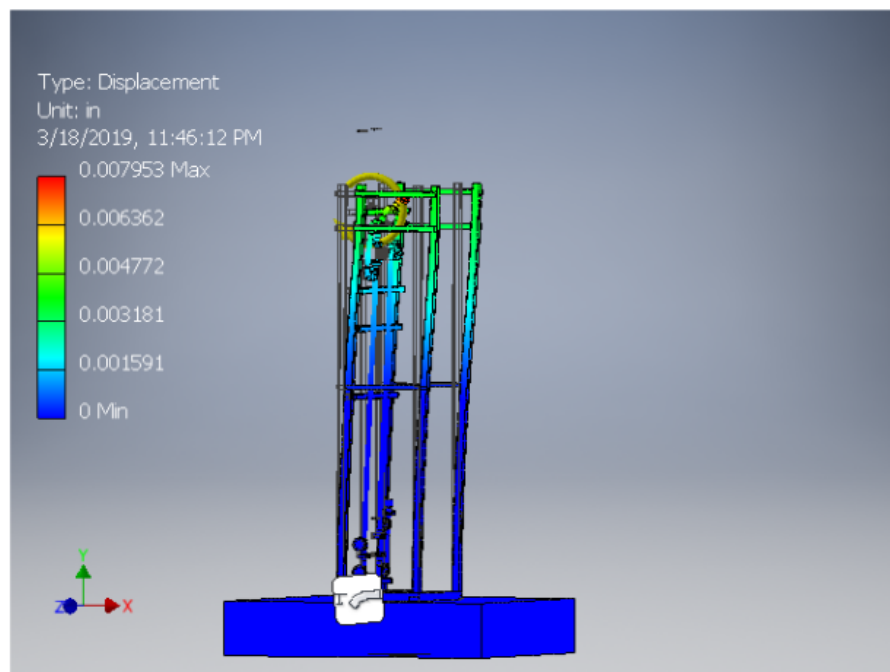 Type: Displacement
Unit: in
3/18/2019, 11:46:12 PM
0.007953 Max
0.006362
0.004772
0.003181
0.001591
0 Min
Y
Z
X